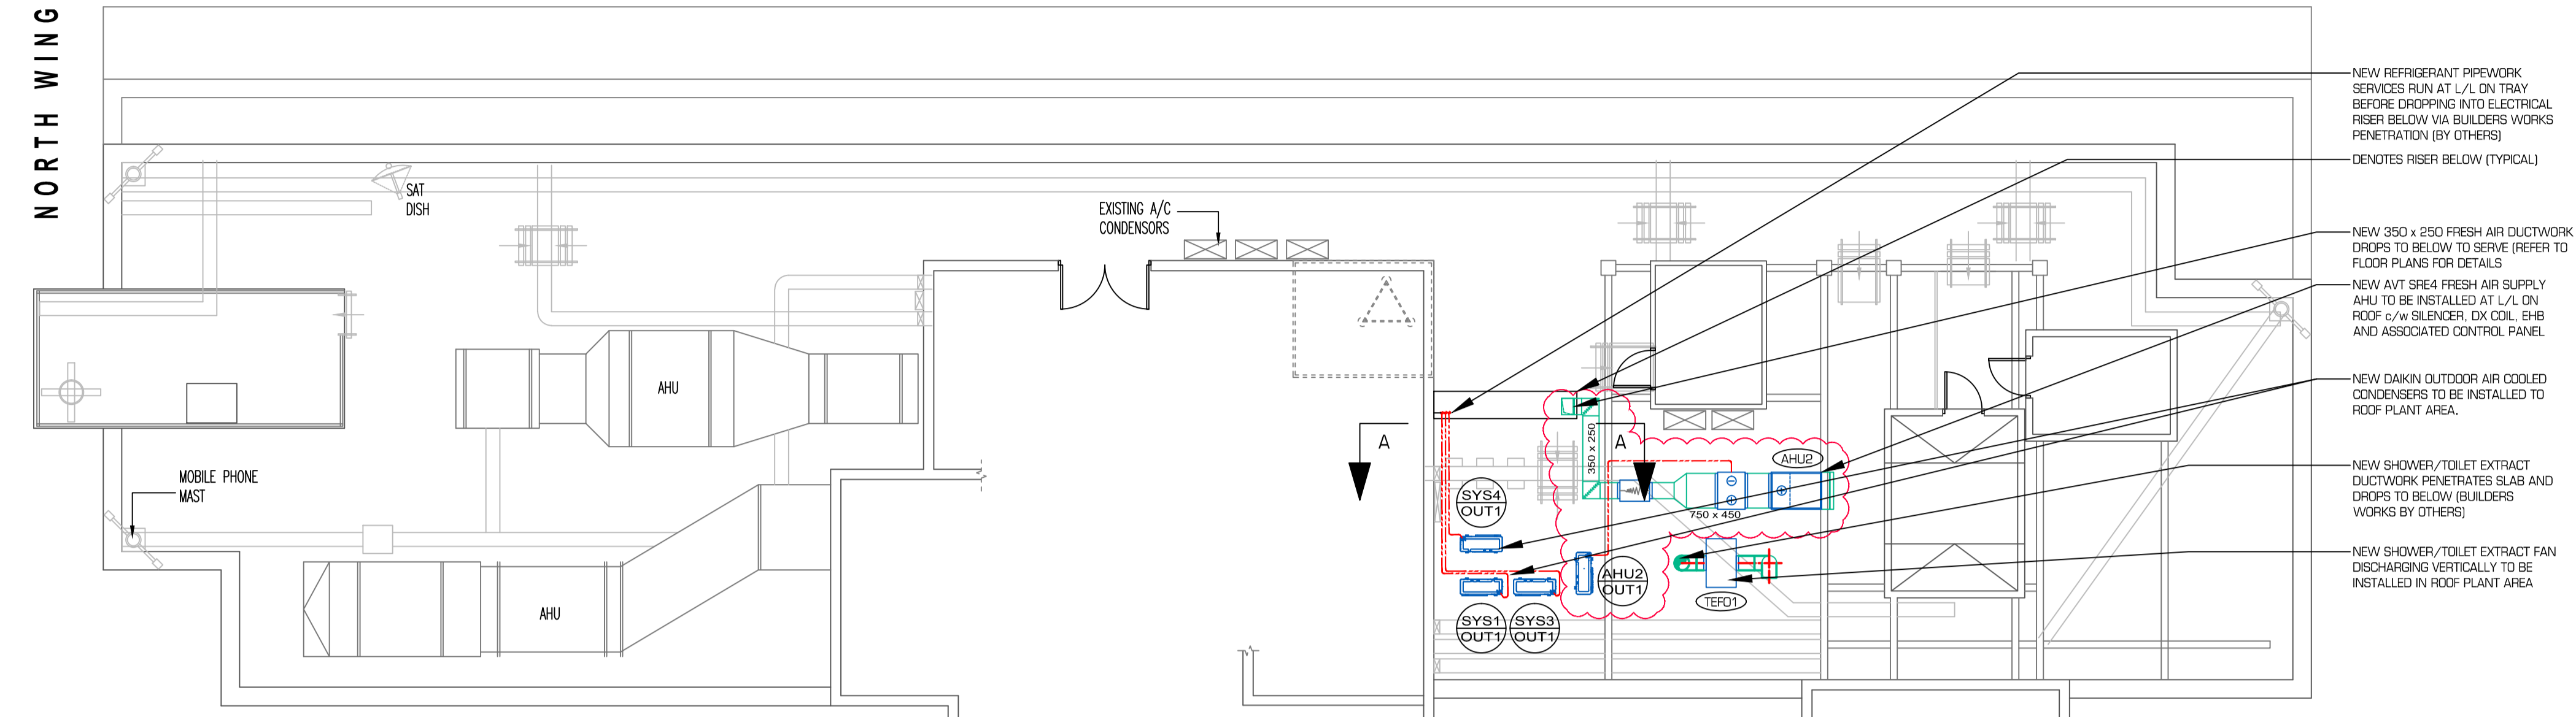 NORTH WING
SAT
DISH
EXISTING A/C
CONDENSORS
AHU
MOBILE PHONE
MAST
AHU
A
A
350 x 250
AHU2
750 x 450
SYS4
OUT1
AHU2
OUT1
TEF01
SYS1
OUT1
SYS3
OUT1
NEW REFRIGERANT PIPEWORK
SERVICES RUN AT L/L ON TRAY
BEFORE DROPPING INTO ELECTRICAL
RISER BELOW VIA BUILDERS WORKS
PENETRATION (BY OTHERS)
DENOTES RISER BELOW (TYPICAL)
NEW 350 x 250 FRESH AIR DUCTWORK
DROPS TO BELOW TO SERVE (REFER TO
FLOOR PLANS FOR DETAILS
NEW AVT SRE4 FRESH AIR SUPPLY
AHU TO BE INSTALLED AT L/L ON
ROOF c/w SILENCER, DX COIL, EHB
AND ASSOCIATED CONTROL PANEL
NEW DAIKIN OUTDOOR AIR COOLED
CONDENSERS TO BE INSTALLED TO
ROOF PLANT AREA.
NEW SHOWER/TOILET EXTRACT
DUCTWORK PENETRATES SLAB AND
DROPS TO BELOW (BUILDERS
WORKS BY OTHERS)
NEW SHOWER/TOILET EXTRACT FAN
DISCHARGING VERTICALLY TO BE
INSTALLED IN ROOF PLANT AREA